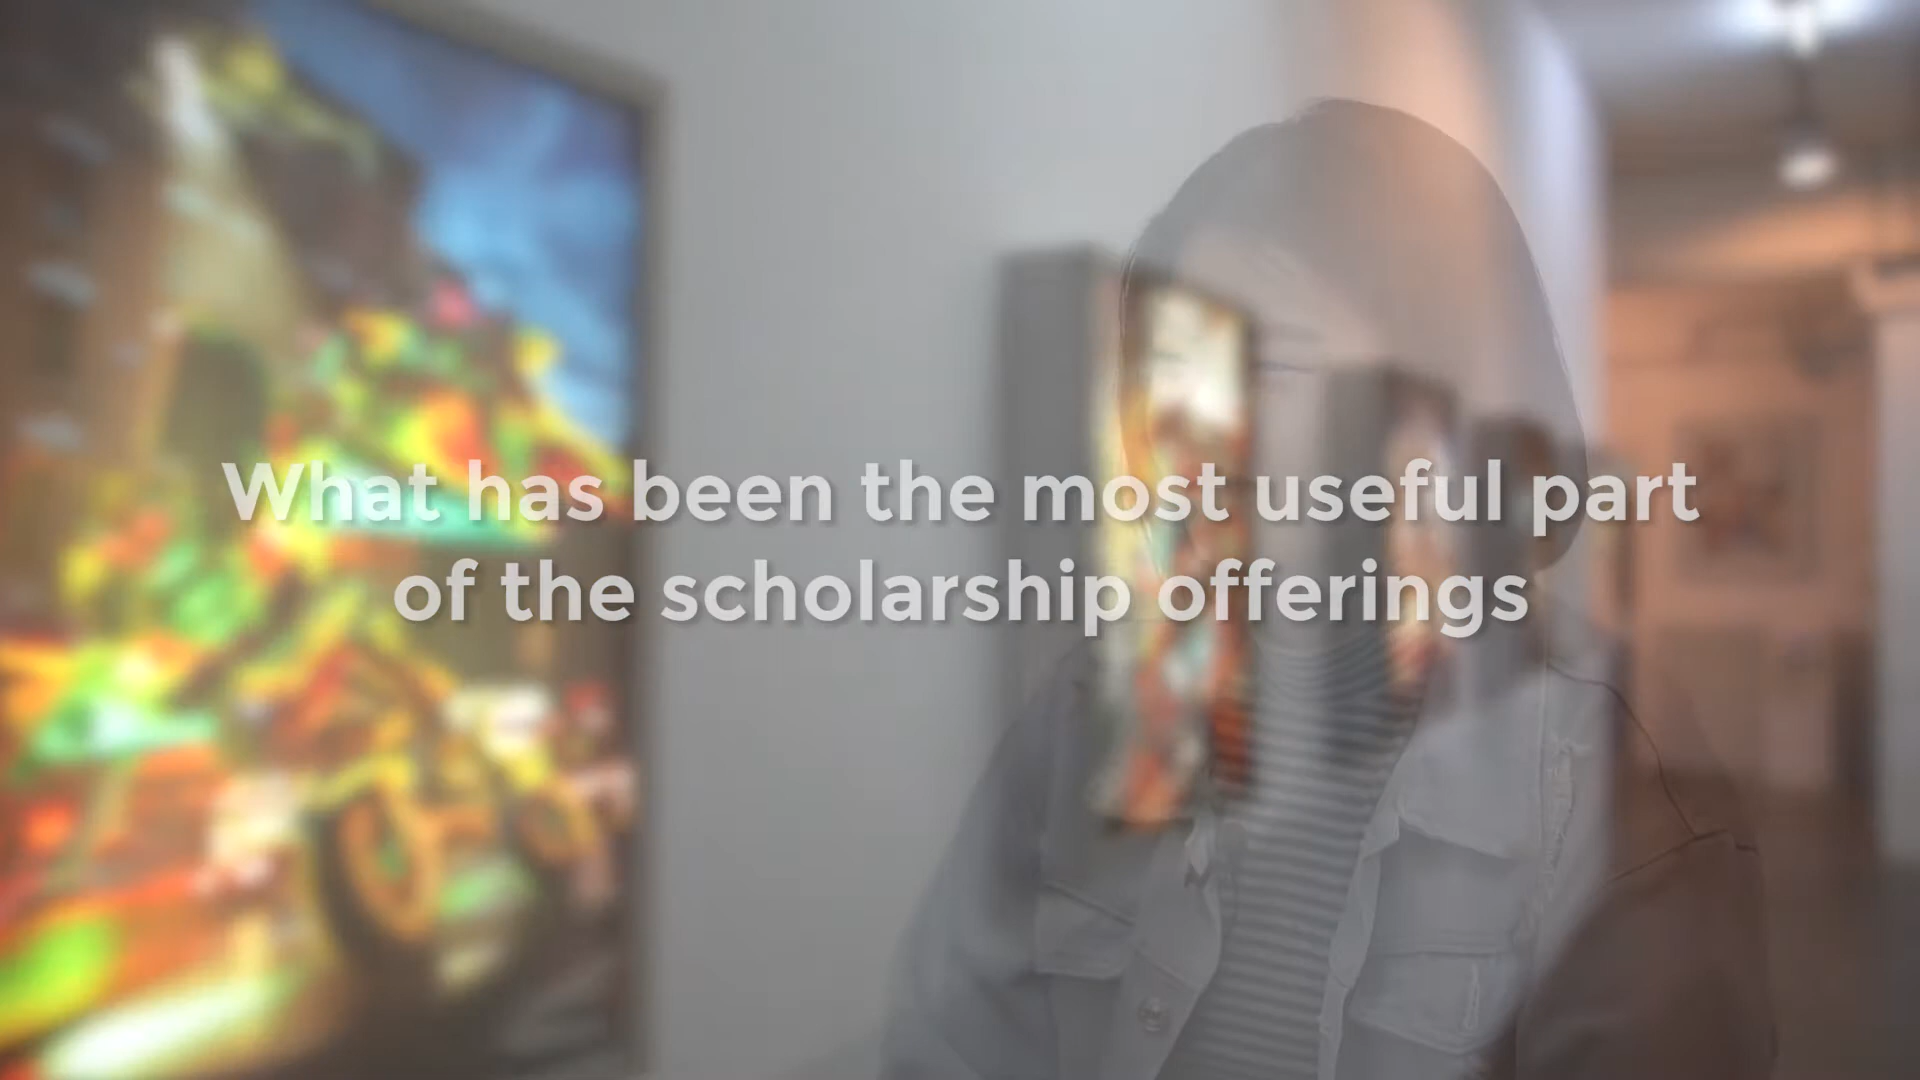 What has been the most useful part
of the scholarship offerings